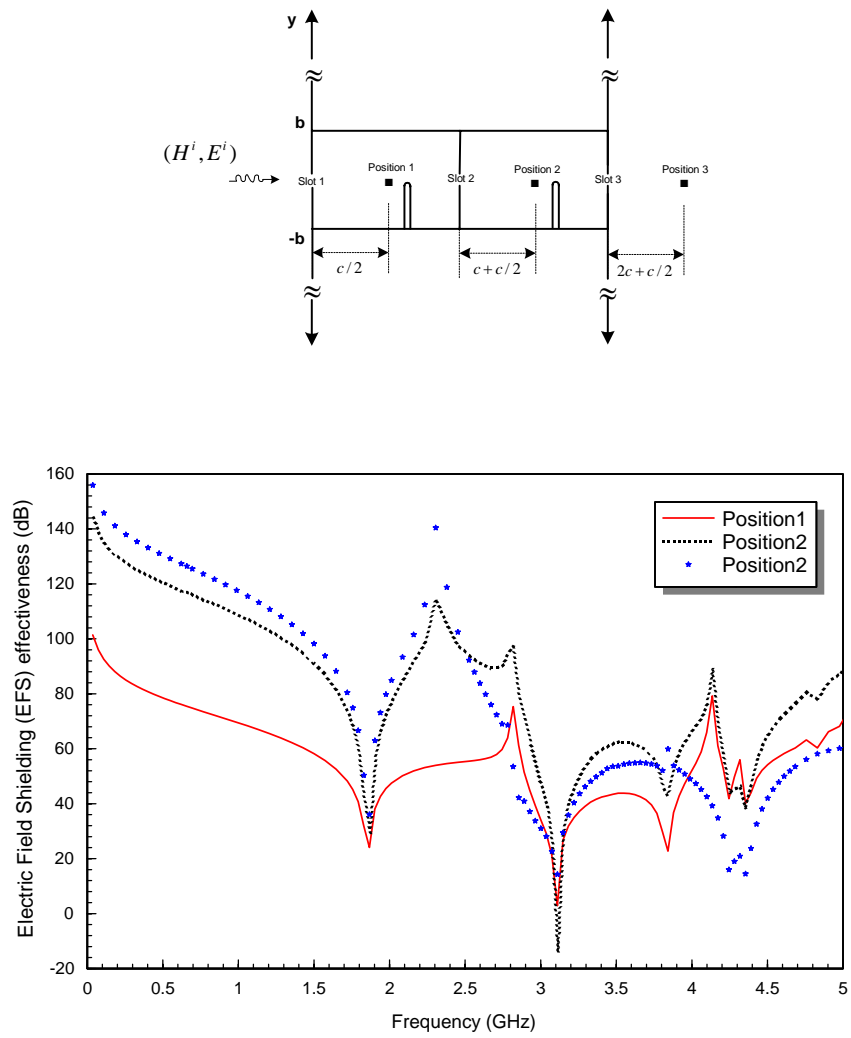 y
b
(H^i, E^i)
Position 1
Position 2
Position 3
Slot 1
Slot 2
Slot 3
-b
c / 2
c + c / 2
2c + c / 2
160
140
120
100
80
60
40
20
0
-20
Electric Field Shielding (EFS) effectiveness (dB)
Position1
Position2
Position2
0
0.5
1
1.5
2
2.5
3
3.5
4
4.5
5
Frequency (GHz)